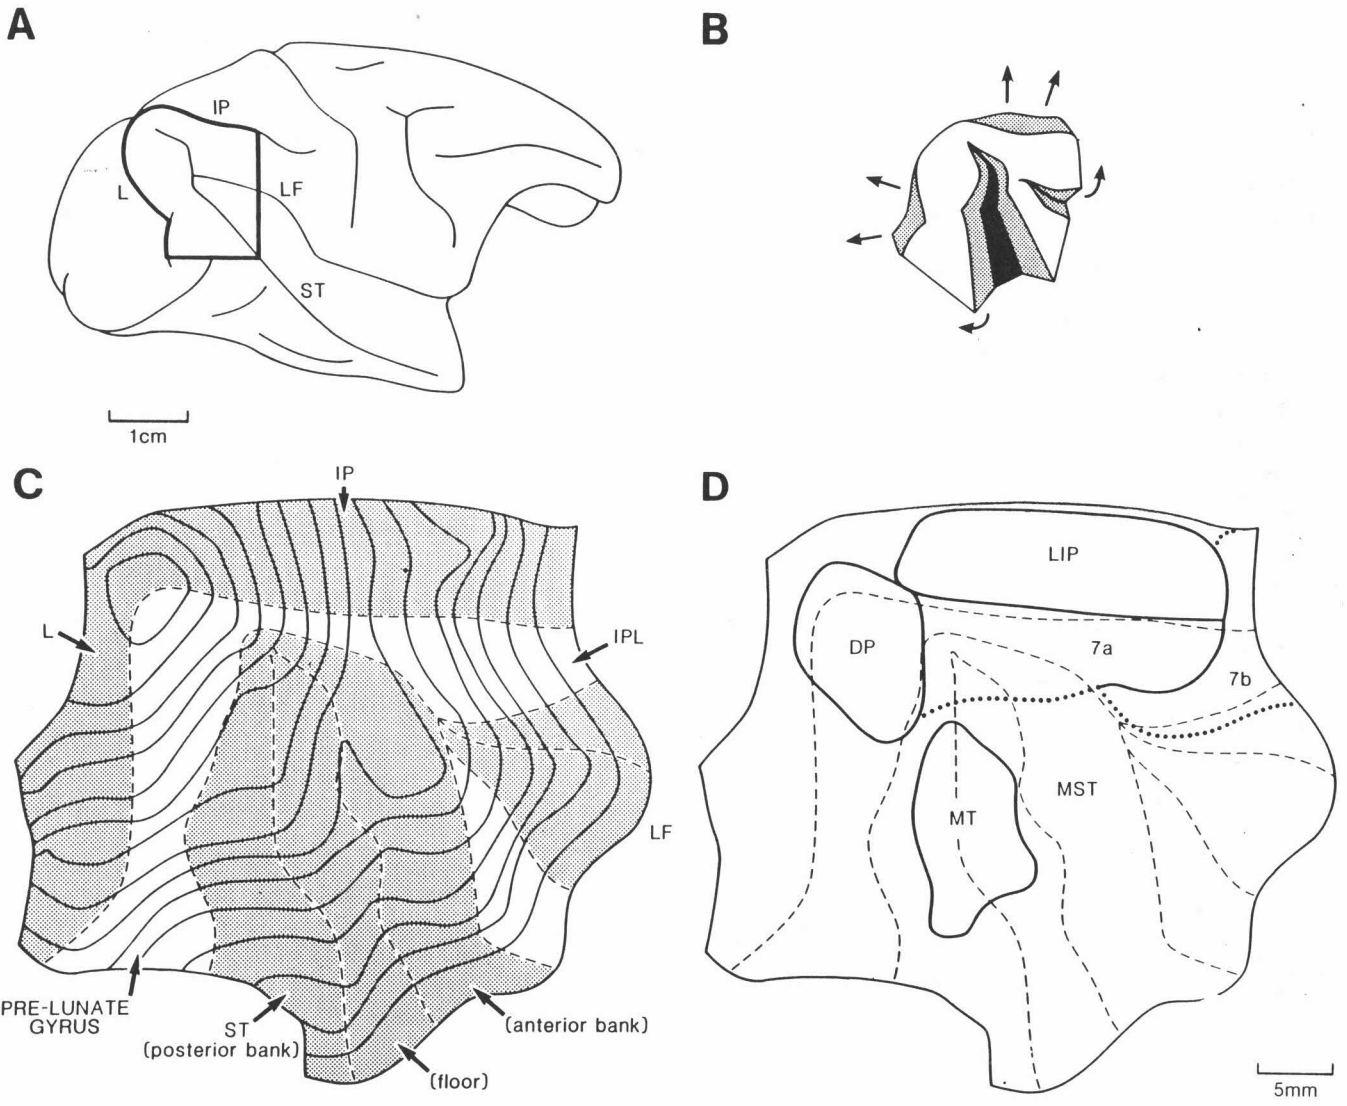 A
B
IP
L
LF
ST
1cm
C
D
IP
L
IPL
LF
PRE-LUNATE
GYRUS
ST
(posterior bank)
(anterior bank)
(floor)
LIP
DP
7a
7b
MT
MST
5mm